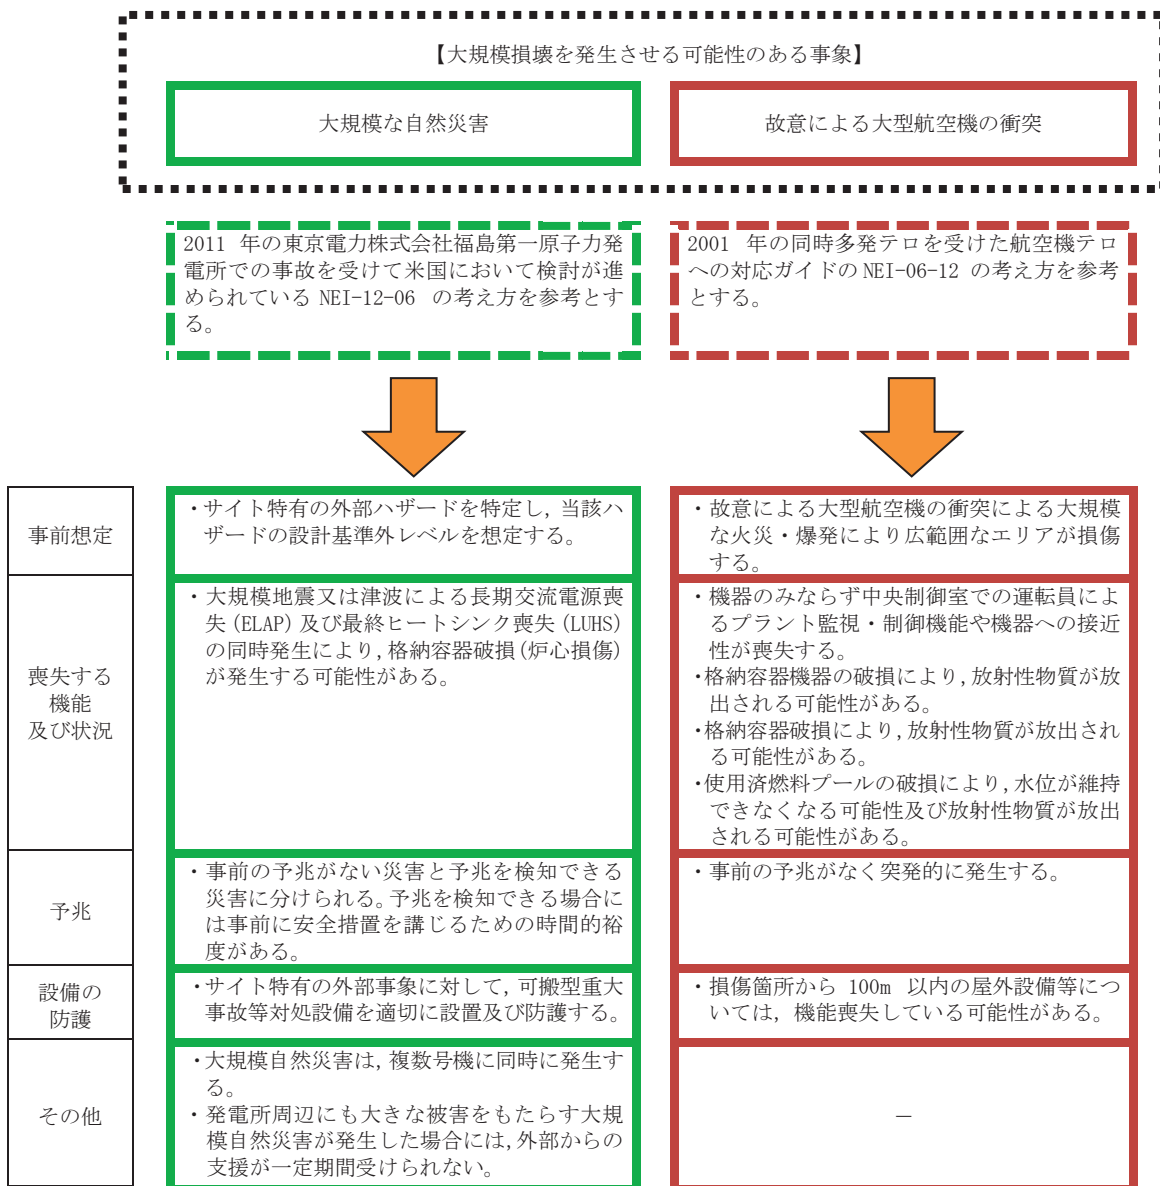 【大規模損壊を発生させる可能性のある事象】
大規模な自然災害
故意による大型航空機の衝突
2011 年の東京電力株式会社福島第一原子力発
電所での事故を受けて米国において検討が進
められている NEI-12-06 の考え方を参考とす
る。
2001 年の同時多発テロを受けた航空機テロ
への対応ガイドの NEI-06-12 の考え方を参考
とする。
事前想定
・サイト特有の外部ハザードを特定し，当該ハ
ザードの設計基準外レベルを想定する。
・故意による大型航空機の衝突による大規模
な火災・爆発により広範囲なエリアが損傷
する。
喪失する
機能
及び状況
・大規模地震又は津波による長期交流電源喪
失(ELAP)及び最終ヒートシンク喪失(LUHS)
の同時発生により，格納容器破損(炉心損傷)
が発生する可能性がある。
・機器のみならず中央制御室での運転員によ
るプラント監視・制御機能や機器への接近
性が喪失する。
・格納容器機器の破損により，放射性物質が放
出される可能性がある。
・格納容器破損により，放射性物質が放出され
る可能性がある。
・使用済燃料プールの破損により，水位が維持
できなくなる可能性及び放射性物質が放出
される可能性がある。
予兆
・事前の予兆がない災害と予兆を検知できる
災害に分けられる。予兆を検知できる場合に
は事前に安全措置を講じるための時間的裕
度がある。
・事前の予兆がなく突発的に発生する。
設備の
防護
・サイト特有の外部事象に対して，可搬型重大
事故等対処設備を適切に設置及び防護する。
・損傷箇所から 100m 以内の屋外設備等につ
いては，機能喪失している可能性がある。
その他
・大規模自然災害は，複数号機に同時に発生す
る。
・発電所周辺にも大きな被害をもたらす大規
模自然災害が発生した場合には，外部からの
支援が一定期間受けられない。
－